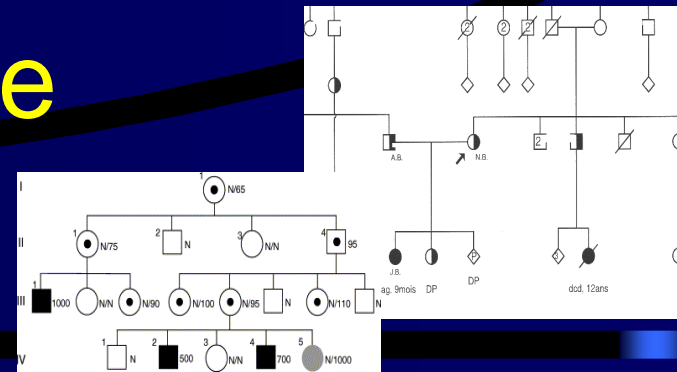 e
2 2 2
2
A.B. N.B.
J.B.
ag. 9mois DP P DP 3 dcd. 12ans
I 1 N/65
II 1 N/75 2 N 3 N/N 4 95
III 1 1000 N/N N/90 N/100 N/95 N N/110 N
IV 1 N 2 500 3 N/N 4 700 5 N/1000